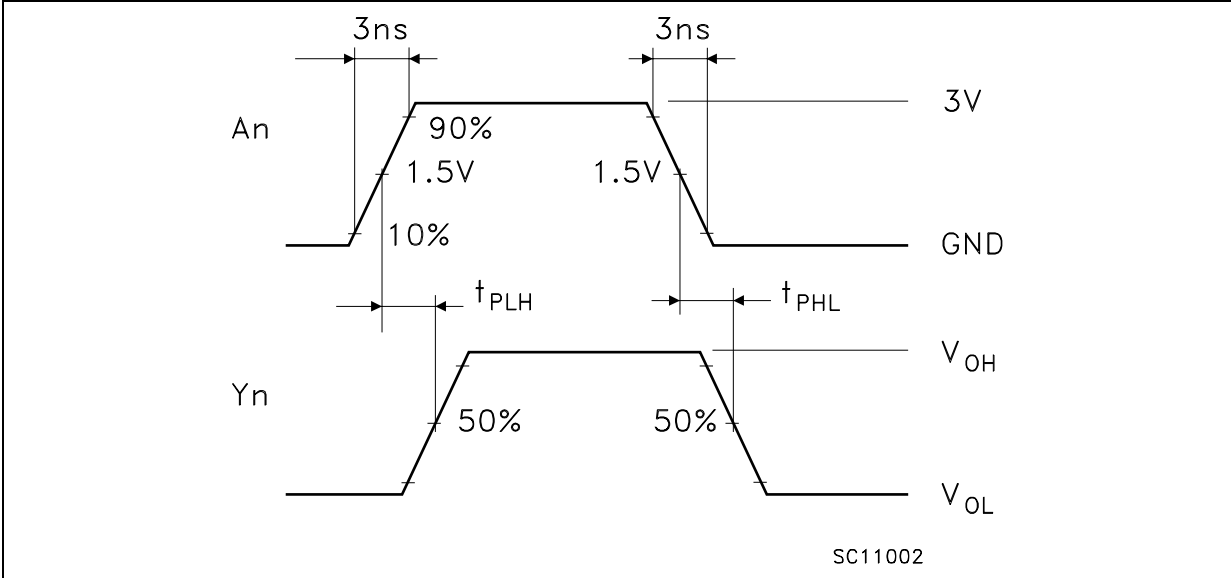 3ns 3ns
3V
An
90%
1.5V 1.5V
10%
GND
tPLH tPHL
VOH
Yn
50% 50%
VOL
SC11002